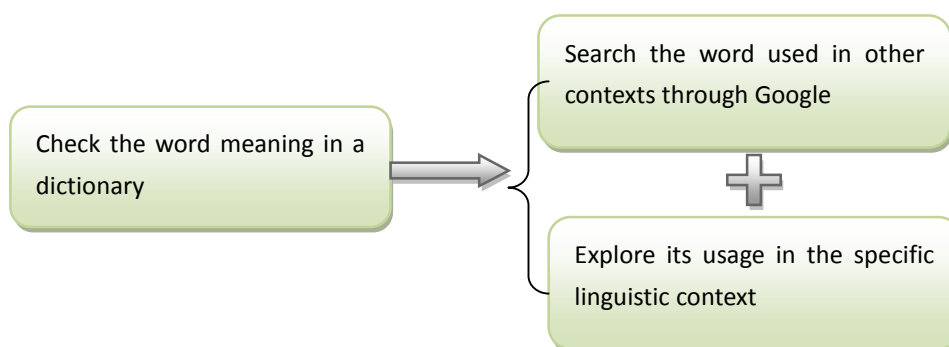 Check the word meaning in a
dictionary
Search the word used in other
contexts through Google
Explore its usage in the specific
linguistic context